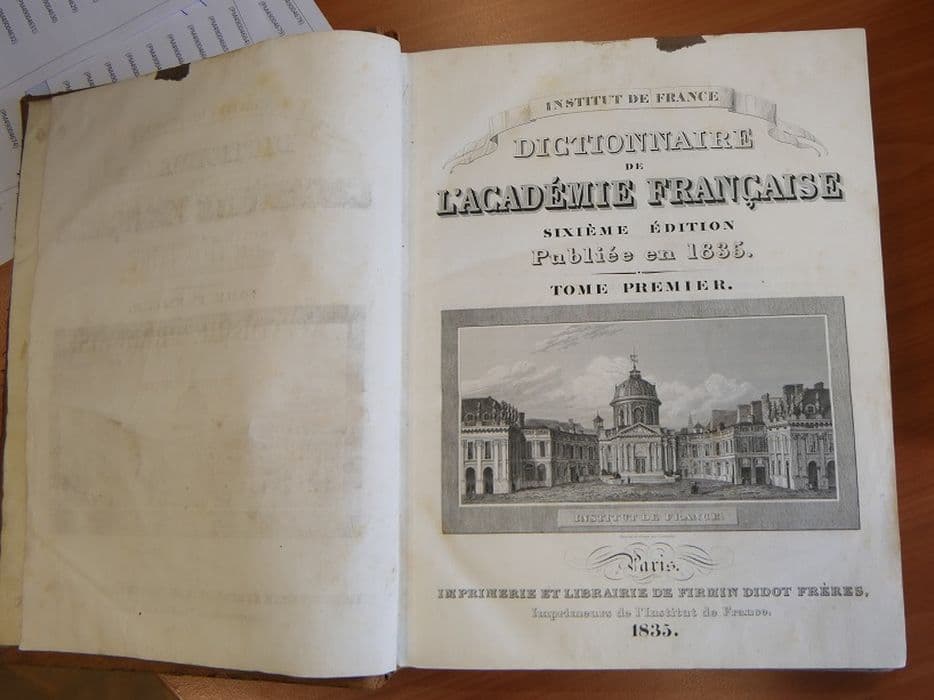 INSTITUT DE FRANCE
DICTIONNAIRE
DE
L'ACADÉMIE FRANÇAISE
SIXIÈME ÉDITION
Publiée en 1835.
TOME PREMIER.
INSTITUT DE FRANCE.
Paris.
IMPRIMERIE ET LIBRAIRIE DE FIRMIN DIDOT FRÈRES,
Imprimeurs de l'Institut de France.
1835.